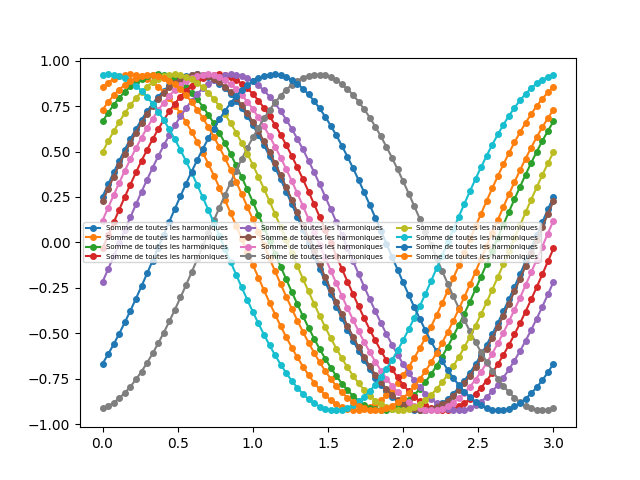 1.00
0.75
0.50
0.25
0.00
−0.25
−0.50
−0.75
−1.00
Somme de toutes les harmoniques Somme de toutes les harmoniques Somme de toutes les harmoniques
Somme de toutes les harmoniques Somme de toutes les harmoniques Somme de toutes les harmoniques
Somme de toutes les harmoniques Somme de toutes les harmoniques Somme de toutes les harmoniques
Somme de toutes les harmoniques Somme de toutes les harmoniques Somme de toutes les harmoniques
0.0 0.5 1.0 1.5 2.0 2.5 3.0